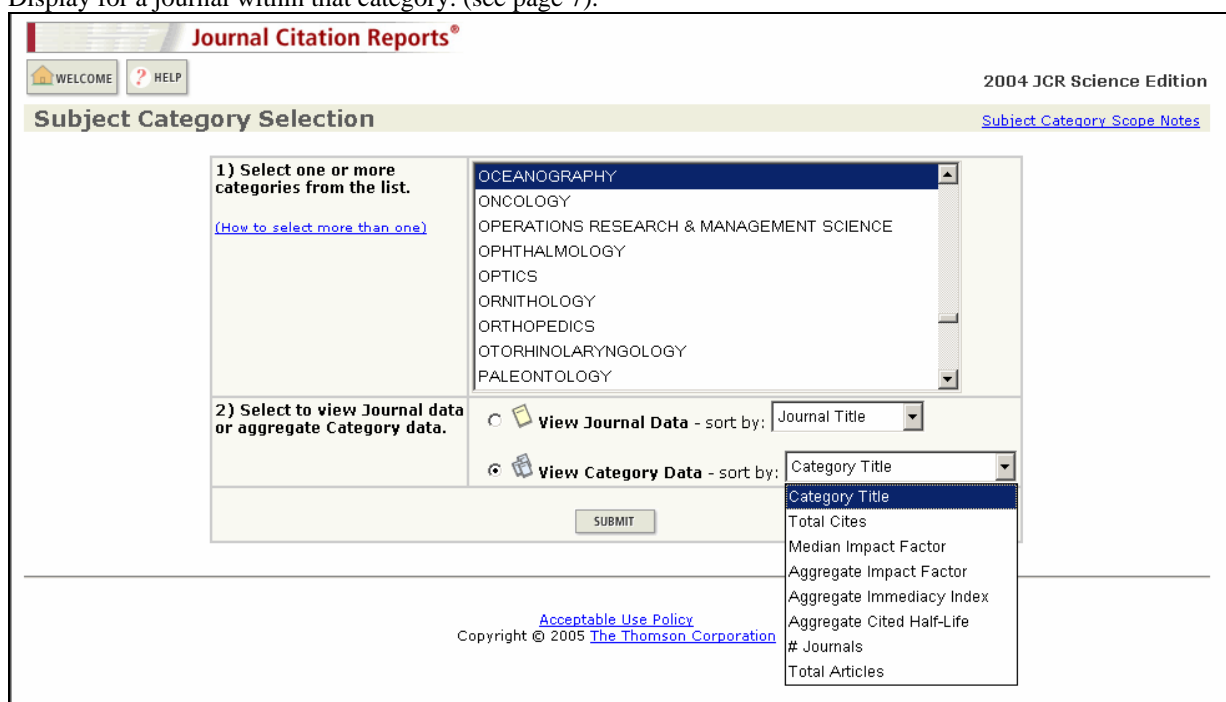 Display for a journal within that category. (see page 7).
Journal Citation Reports®
WELCOME ? HELP
2004 JCR Science Edition
Subject Category Selection
Subject Category Scope Notes
1) Select one or more
categories from the list.
(How to select more than one)
OCEANOGRAPHY
ONCOLOGY
OPERATIONS RESEARCH & MANAGEMENT SCIENCE
OPHTHALMOLOGY
OPTICS
ORNITHOLOGY
ORTHOPEDICS
OTORHINOLARYNGOLOGY
PALEONTOLOGY
2) Select to view Journal data
or aggregate Category data.
View Journal Data - sort by: Journal Title
View Category Data - sort by: Category Title
Category Title
Total Cites
Median Impact Factor
Aggregate Impact Factor
Aggregate Immediacy Index
Aggregate Cited Half-Life
# Journals
Total Articles
SUBMIT
Acceptable Use Policy
Copyright © 2005 The Thomson Corporation